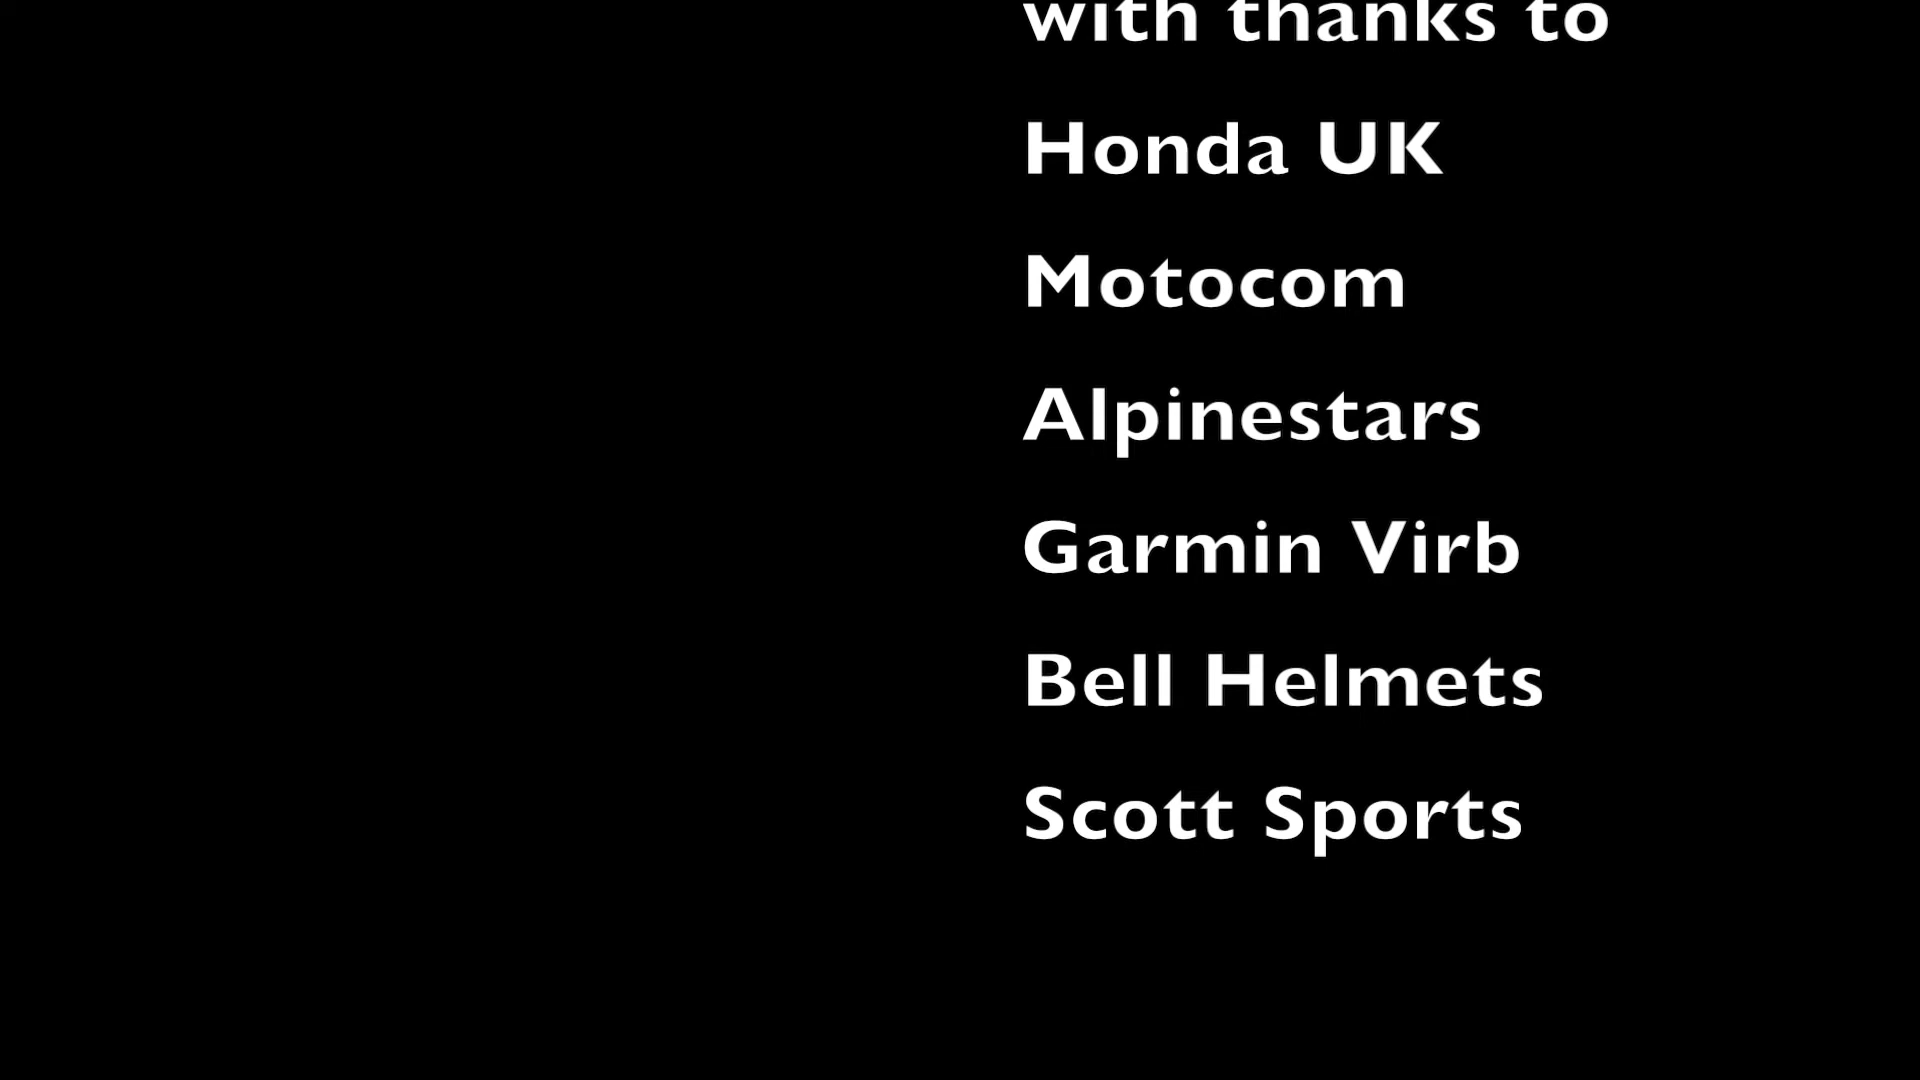 with thanks to
Honda UK
Motocom
Alpinestars
Garmin Virb
Bell Helmets
Scott Sports